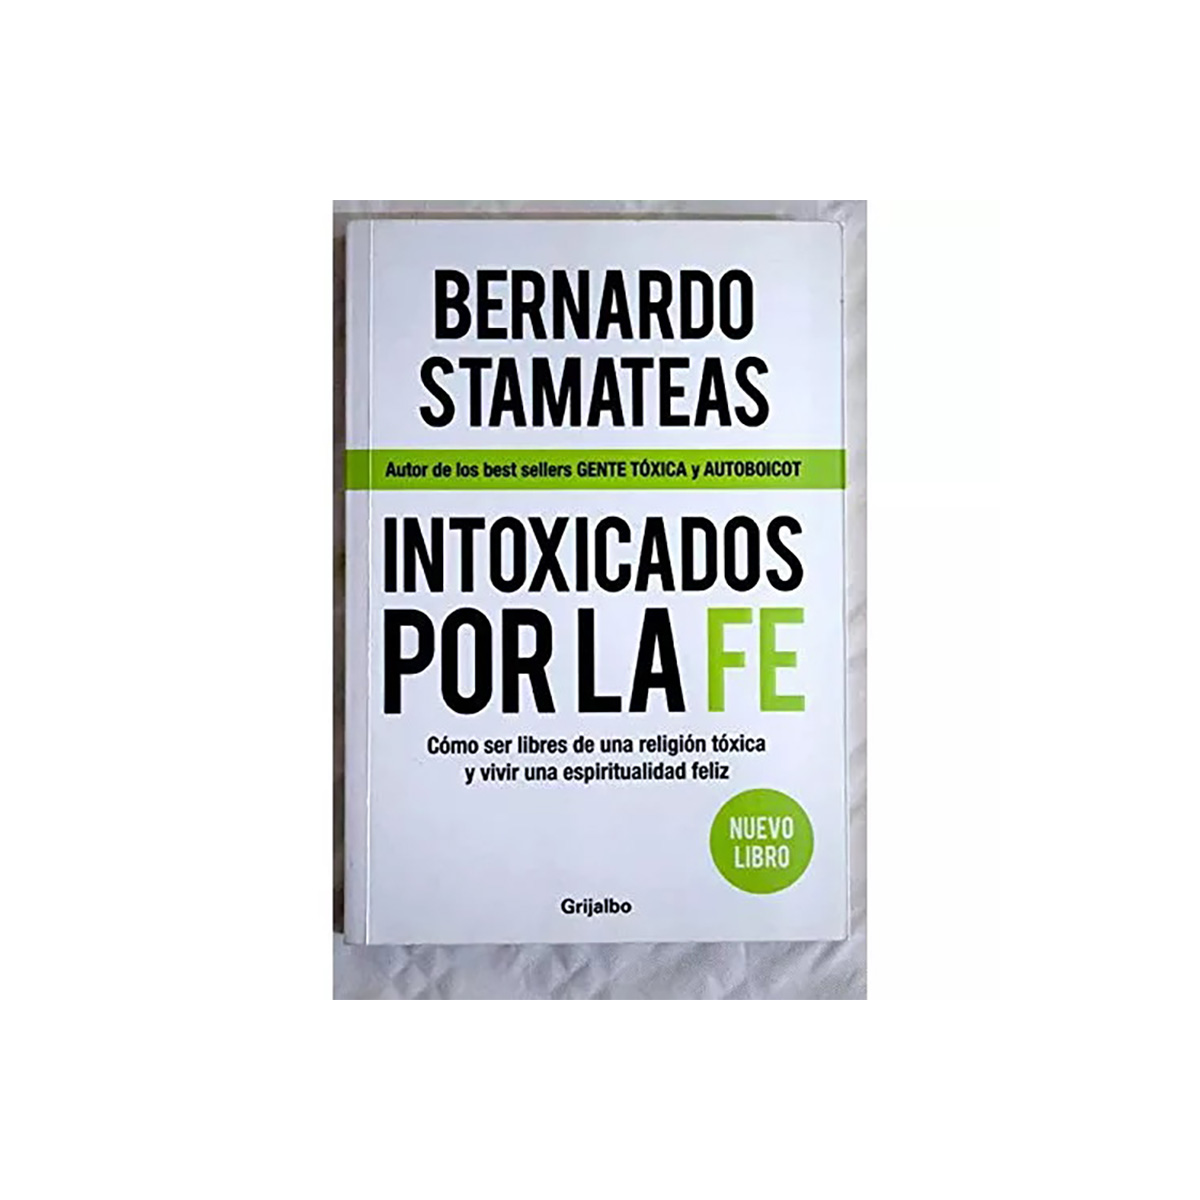 BERNARDO
STAMATEAS
Autor de los best sellers GENTE TÓXICA y AUTOBOICOT
INTOXICADOS
POR LA FE
Cómo ser libres de una religión tóxica
y vivir una espiritualidad feliz
NUEVO
LIBRO
Grijalbo